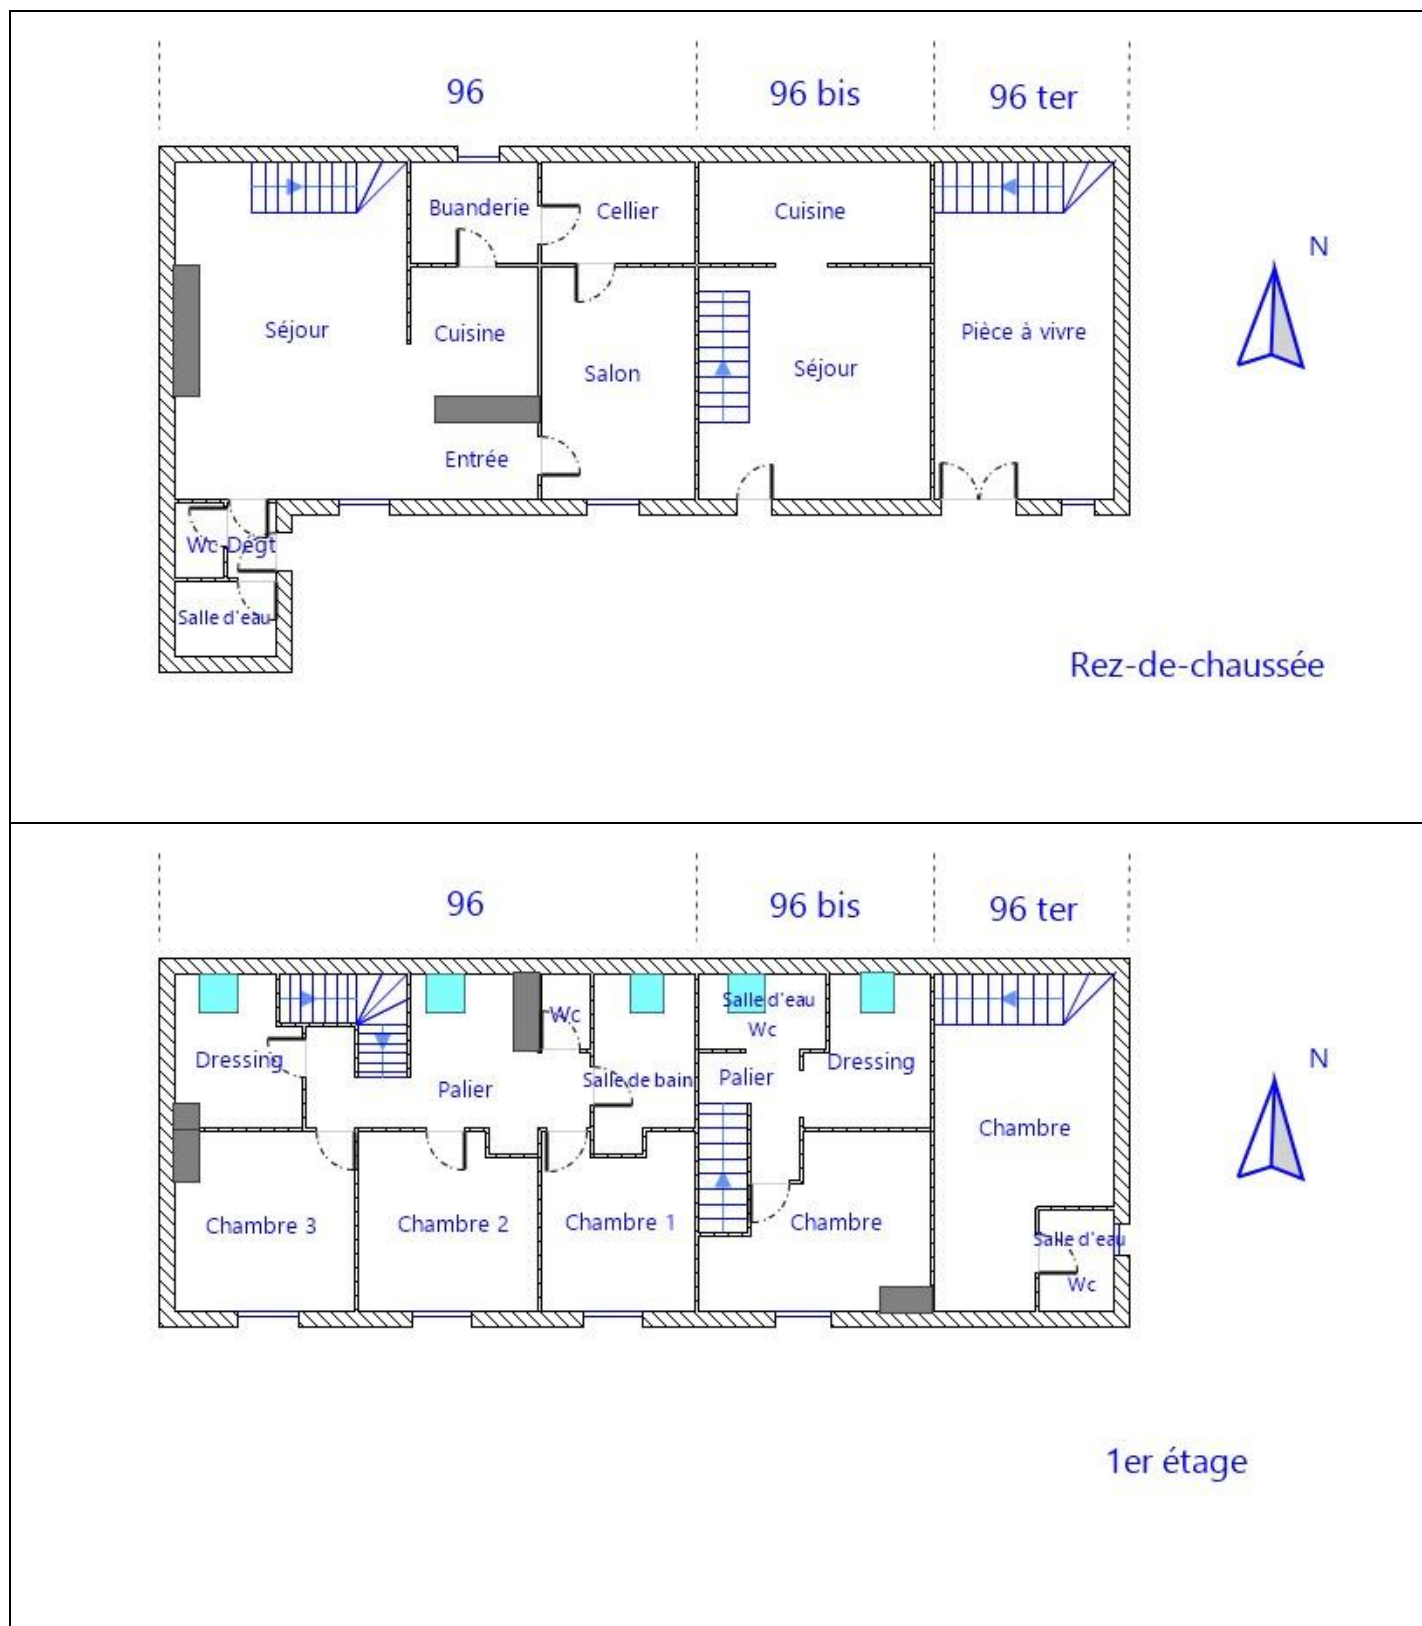 96
96 bis
96 ter
Buanderie
Cellier
Cuisine
N
Séjour
Cuisine
Salon
Séjour
Pièce à vivre
Entrée
Wc
Dégt
Salle d'eau
Rez-de-chaussée
96
96 bis
96 ter
Wc
Salle d'eau
Wc
Dressing
Palier
Salle de bain
Palier
Dressing
N
Chambre
Chambre 3
Chambre 2
Chambre 1
Chambre
Salle d'eau
Wc
1er étage